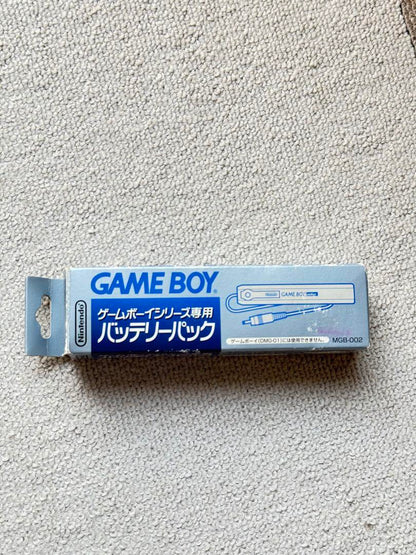 GAME BOY®
Nintendo
ゲームボーイシリーズ専用
バッテリーパック
Nintendo GAME BOY
ゲームボーイ(DMG-01)には使用できません。
MGB-002